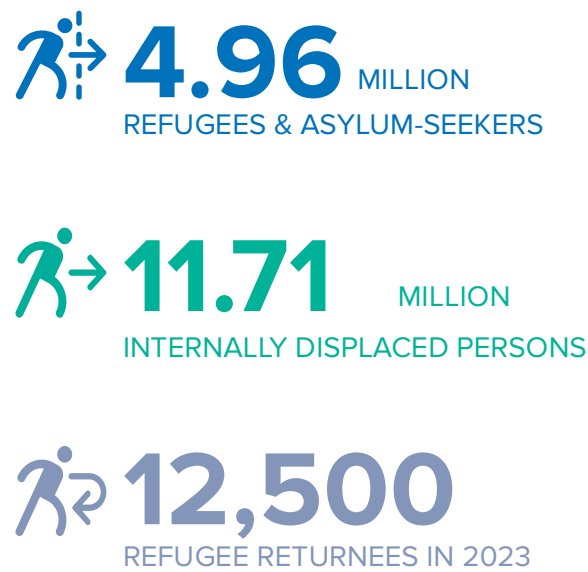 4.96 MILLION
REFUGEES & ASYLUM-SEEKERS
11.71 MILLION
INTERNALLY DISPLACED PERSONS
12,500
REFUGEE RETURNEES IN 2023